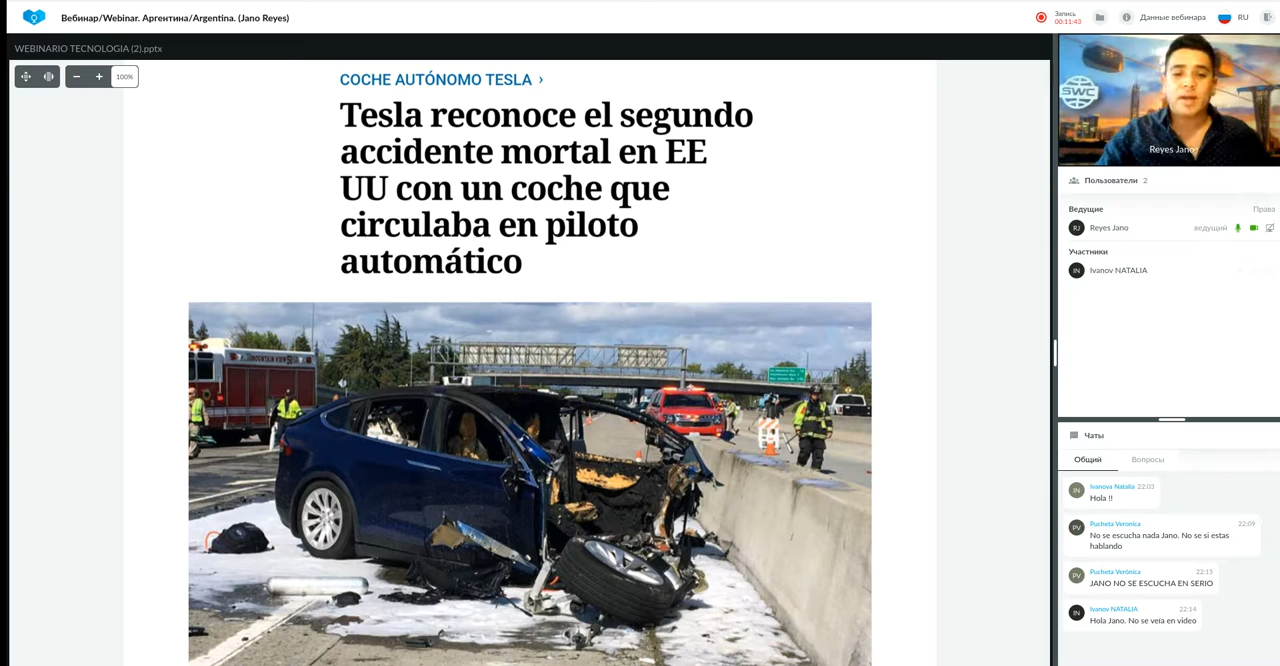 Вебинар/Webinar. Аргентина/Argentina. (Jano Reyes)
Запись
00:11:43
Данные вебинара
RU
WEBINARIO TECNOLOGIA (2).pptx
100%
COCHE AUTÓNOMO TESLA ›
Tesla reconoce el segundo
accidente mortal en EE
UU con un coche que
circulaba en piloto
automático
SWC
Reyes Jano
Пользователи 2
Ведущие Права
RJ Reyes Jano ведущий
Участники
IN Ivanov NATALIA
Чаты
Общий Вопросы
IN Ivanova Natalia 22:03
Hola !!
PV Pucheta Veronica 22:09
No se escucha nada Jano. No se si estas
hablando
PV Pucheta Verónica 22:15
JANO NO SE ESCUCHA EN SERIO
IN Ivanov NATALIA 22:14
Hola Jano. No se veía en video